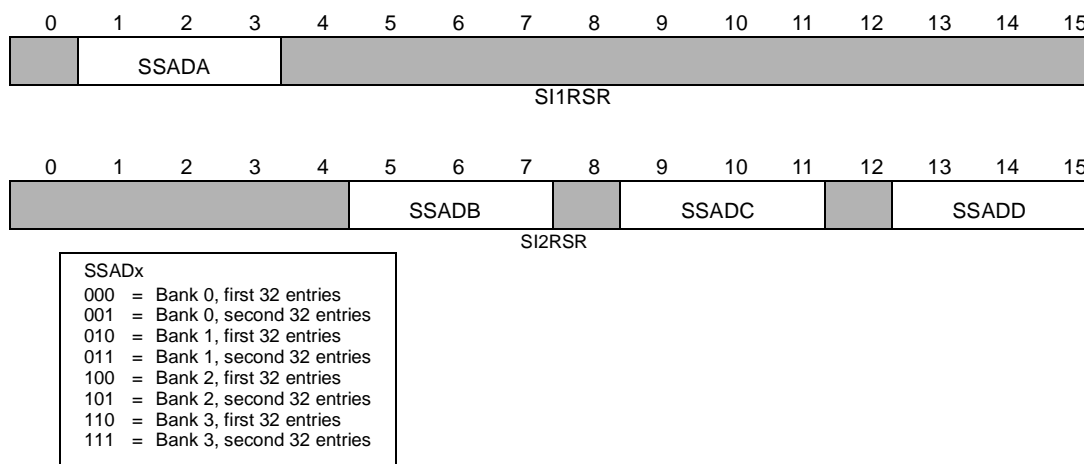 0 1 2 3 4 5 6 7 8 9 10 11 12 13 14 15
SSADA
SI1RSR
0 1 2 3 4 5 6 7 8 9 10 11 12 13 14 15
SSADB SSADC SSADD
SI2RSR
SSADx
000 = Bank 0, first 32 entries
001 = Bank 0, second 32 entries
010 = Bank 1, first 32 entries
011 = Bank 1, second 32 entries
100 = Bank 2, first 32 entries
101 = Bank 2, second 32 entries
110 = Bank 3, first 32 entries
111 = Bank 3, second 32 entries